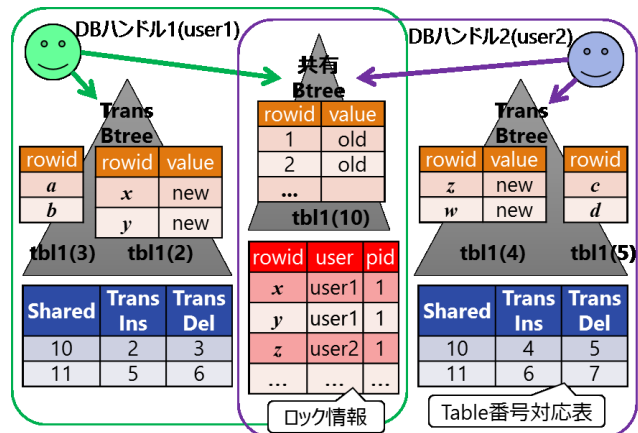 DBハンドル1(user1)
DBハンドル2(user2)
共有
Btree
rowid value
1 old
2 old
...
tbl1(10)
Trans
Btree
rowid
a
b
rowid value
x new
y new
tbl1(3) tbl1(2)
Trans
Btree
rowid value
z new
w new
rowid
c
d
tbl1(4) tbl1(5)
Shared Trans Ins Trans Del
10 2 3
11 5 6
rowid user pid
x user1 1
y user1 1
z user2 1
... ... ...
ロック情報
Shared Trans Ins Trans Del
10 4 5
11 6 7
Table番号対応表